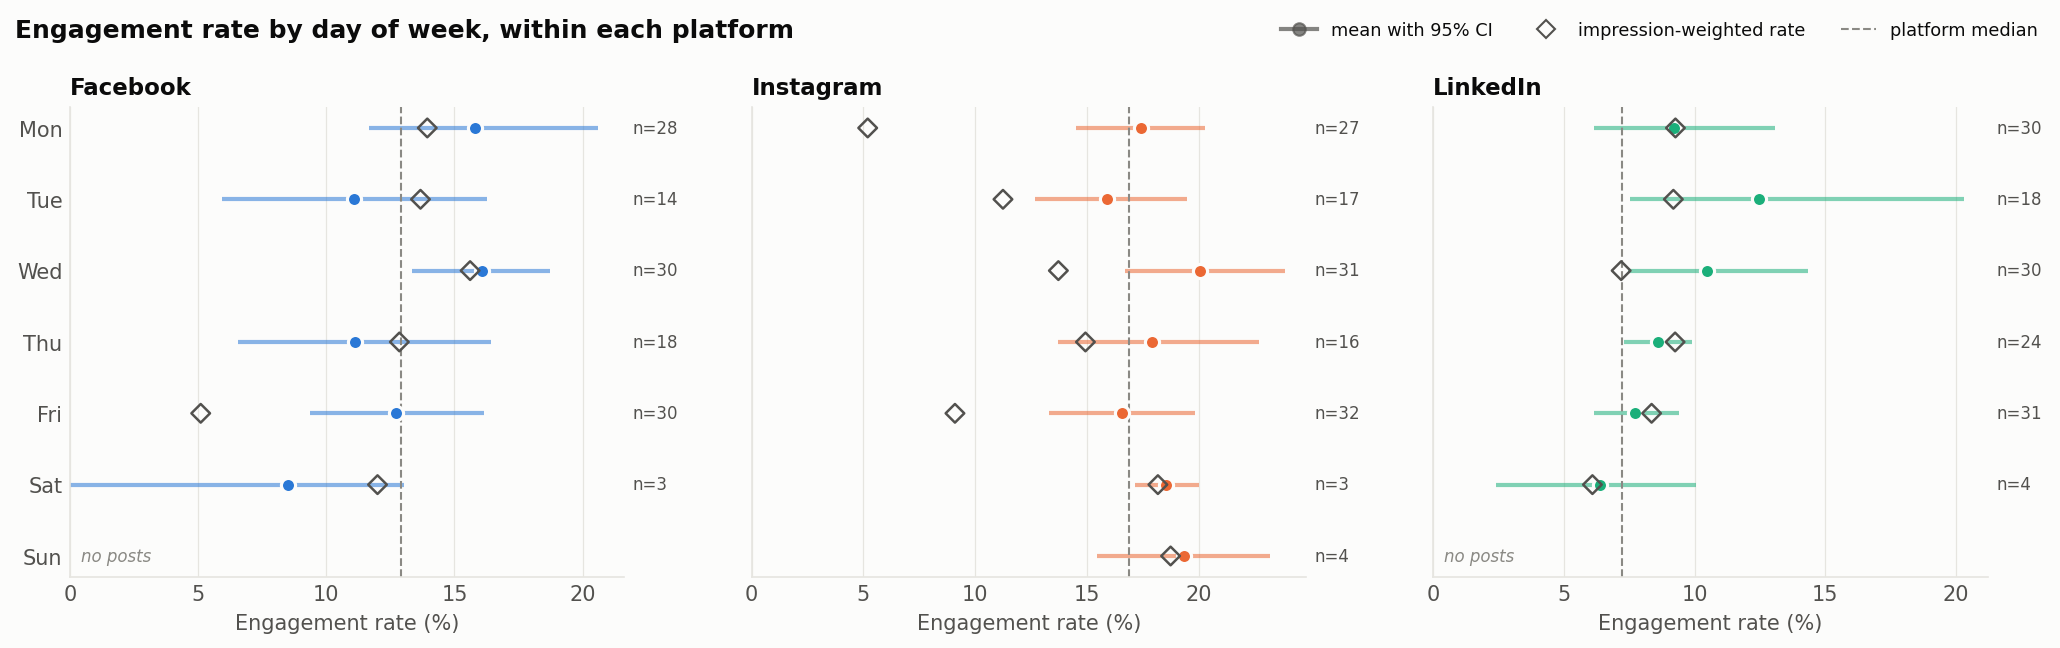 Engagement rate by day of week, within each platform
mean with 95% CI
impression-weighted rate
platform median
Facebook
Mon
n=28
Tue
n=14
Wed
n=30
Thu
n=18
Fri
n=30
Sat
n=3
Sun
no posts
0 5 10 15 20
Engagement rate (%)
Instagram
n=27
n=17
n=31
n=16
n=32
n=3
n=4
0 5 10 15 20
Engagement rate (%)
LinkedIn
n=30
n=18
n=30
n=24
n=31
n=4
no posts
0 5 10 15 20
Engagement rate (%)